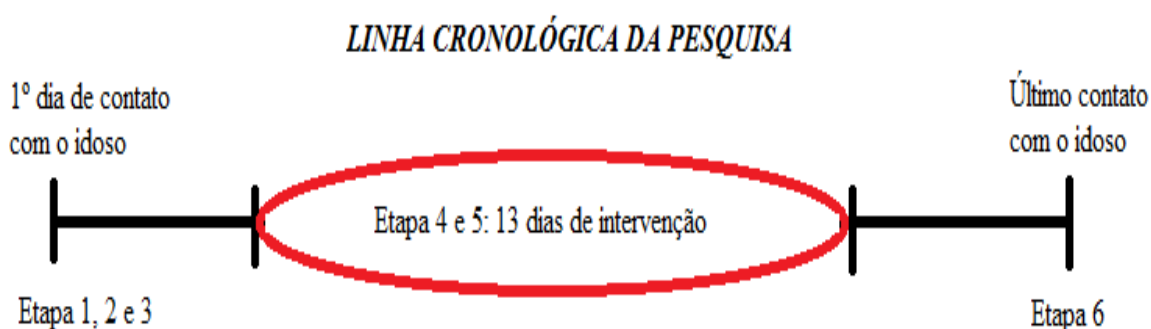 LINHA CRONOLÓGICA DA PESQUISA
1º dia de contato
com o idoso
Último contato
com o idoso
Etapa 4 e 5: 13 dias de intervenção
Etapa 1, 2 e 3
Etapa 6